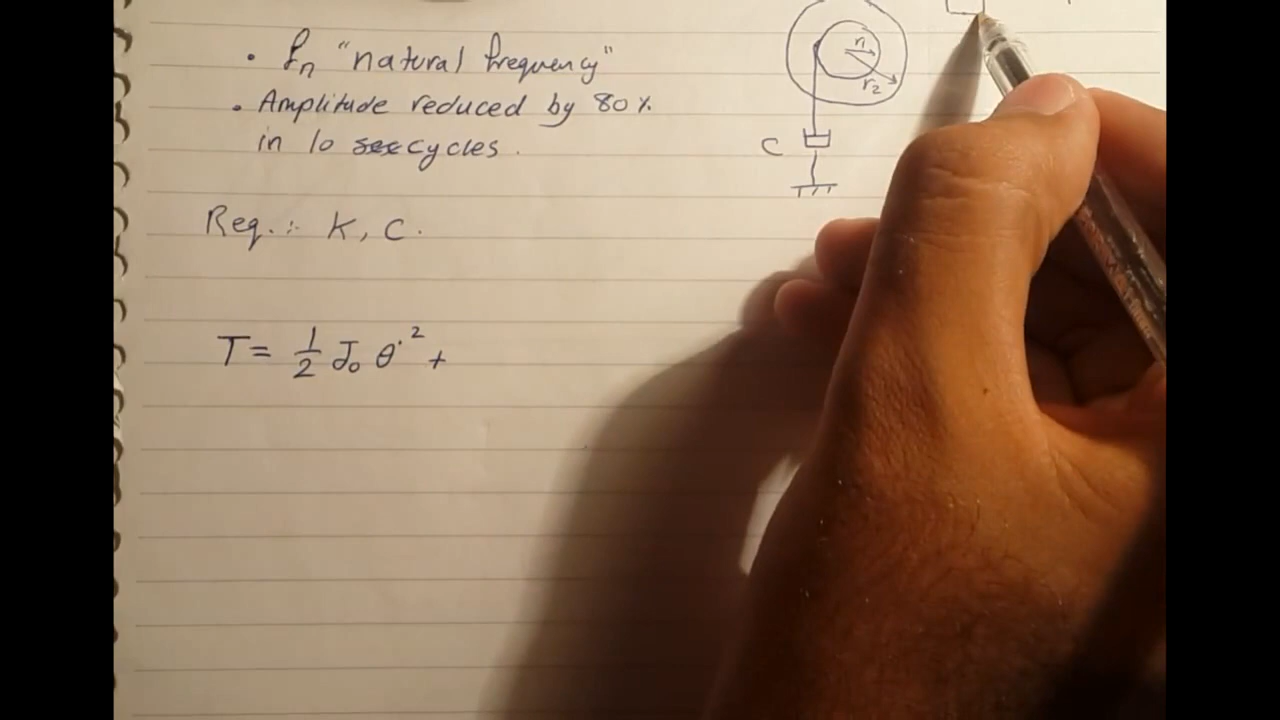 • fn "natural frequency"
• Amplitude reduced by 80%
in 10 cycles.
Req. :- K, C.
T = 1/2 J₀ θ̇² +
r1
r2
C